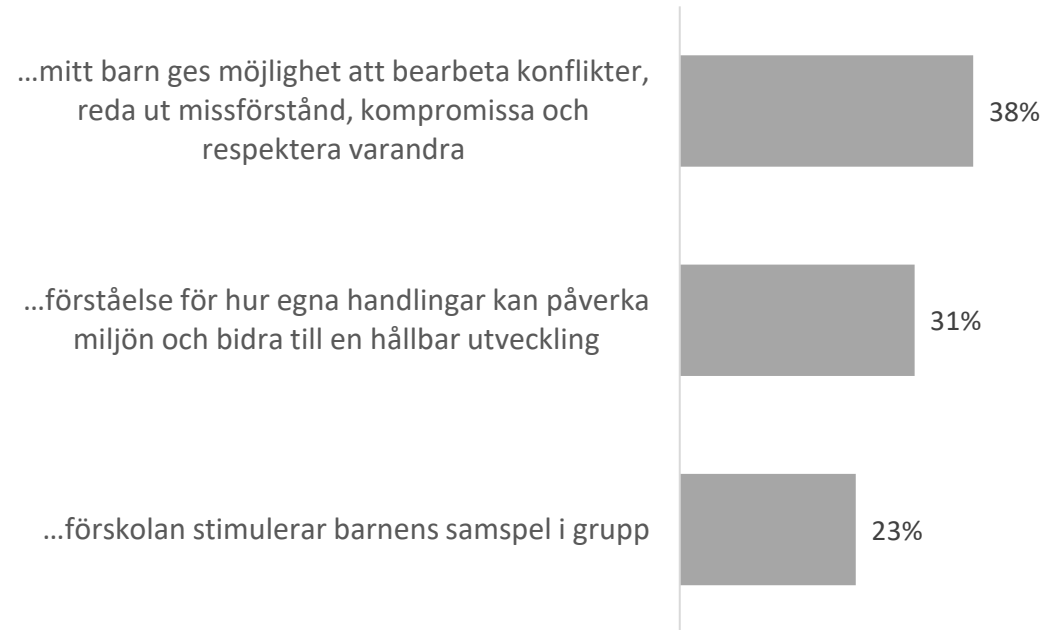 …mitt barn ges möjlighet att bearbeta konflikter,
reda ut missförstånd, kompromissa och
respektera varandra
38%
…förståelse för hur egna handlingar kan påverka
miljön och bidra till en hållbar utveckling
31%
…förskolan stimulerar barnens samspel i grupp
23%